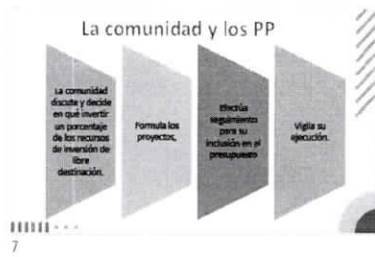 La comunidad y los PP
La comunidad
discute y decide
en qué invertir
un porcentaje
de los recursos
de inversión de
libre
destinación.
Formula los
proyectos,
Efectúa
seguimiento
para su
inclusión en el
presupuesto
Vigila su
ejecución.
7